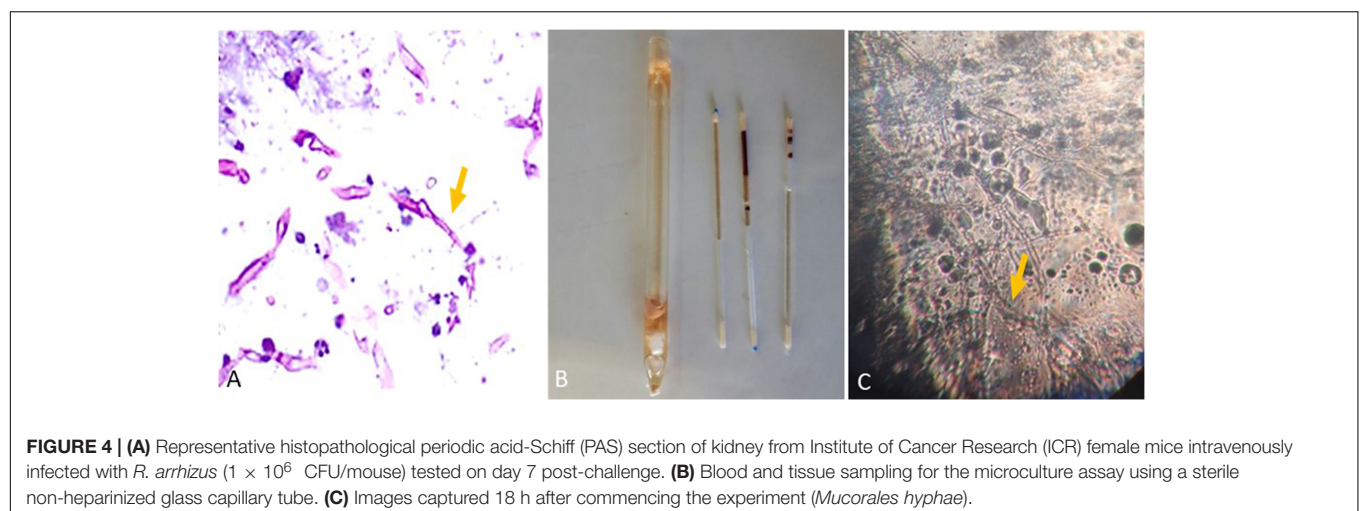 A
B
C
FIGURE 4 | (A) Representative histopathological periodic acid-Schiff (PAS) section of kidney from Institute of Cancer Research (ICR) female mice intravenously
infected with R. arrhizus (1 × 10⁶ CFU/mouse) tested on day 7 post-challenge. (B) Blood and tissue sampling for the microculture assay using a sterile
non-heparinized glass capillary tube. (C) Images captured 18 h after commencing the experiment (Mucorales hyphae).